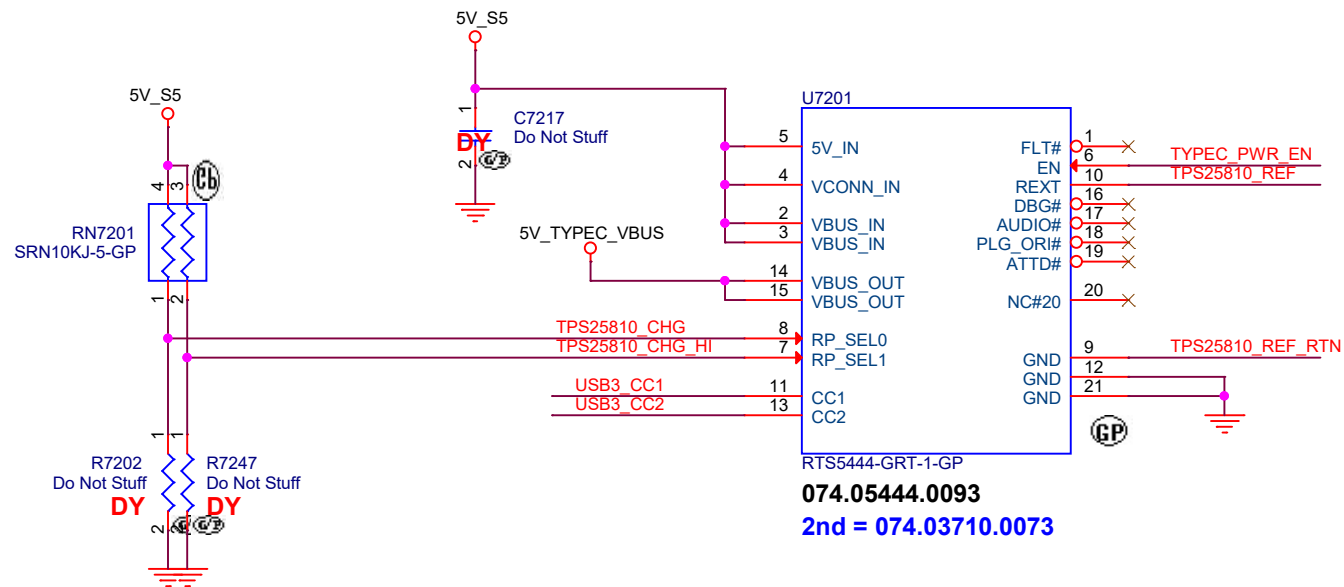 5V_S5
5V_S5
C7217
Do Not Stuff
DY
1
2
G/P
4
3
Cb
RN7201
SRN10KJ-5-GP
1
2
5V_TYPEC_VBUS
TPS25810_CHG
TPS25810_CHG_HI
USB3_CC1
USB3_CC2
R7202
Do Not Stuff
DY
1
2
R7247
Do Not Stuff
DY
1
G/P
U7201
5 5V_IN
4 VCONN_IN
2 VBUS_IN
3 VBUS_IN
14 VBUS_OUT
15 VBUS_OUT
8 RP_SEL0
7 RP_SEL1
11 CC1
13 CC2
FLT# 1
EN 6 TYPEC_PWR_EN
REXT 10 TPS25810_REF
DBG# 16
AUDIO# 17
PLG_ORI# 18
ATTD# 19
NC#20 20
GND 9 TPS25810_REF_RTN
GND 12
GND 21
GP
RTS5444-GRT-1-GP
074.05444.0093
2nd = 074.03710.0073